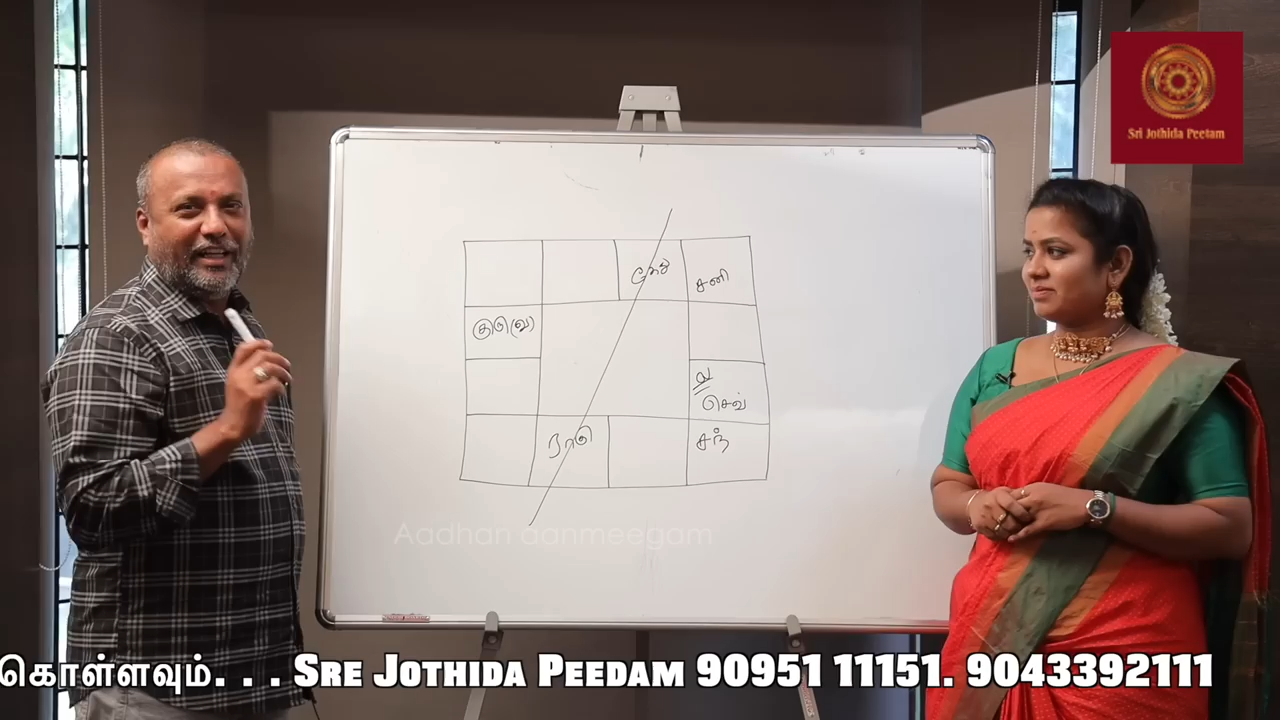 Sri Jothida Peetam
கேது
சனி
குரு(வ)
ல
செவ்
ராகு
சந்
Aadhan aanmeegam
கொள்ளவும்... SRE JOTHIDA PEEDAM 90951 11151. 9043392111